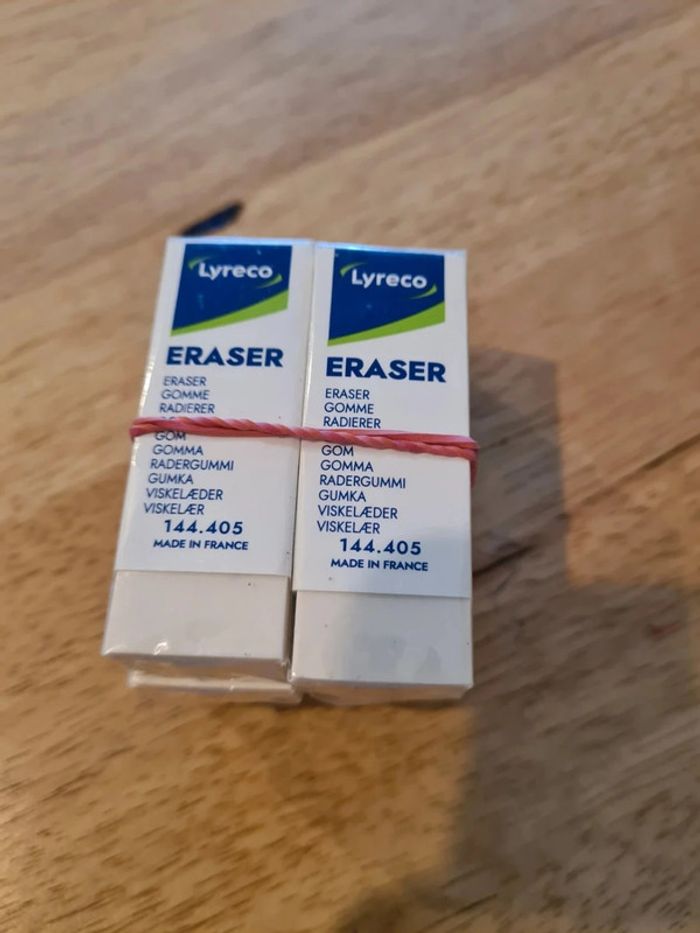 Lyreco
ERASER
ERASER
GOMME
RADIERER
GOM
GOMMA
RADERGUMMI
GUMKA
VISKELÆDER
VISKELÆR
144.405
MADE IN FRANCE
Lyreco
ERASER
ERASER
GOMME
RADIERER
GOM
GOMMA
RADERGUMMI
GUMKA
VISKELÆDER
VISKELÆR
144.405
MADE IN FRANCE